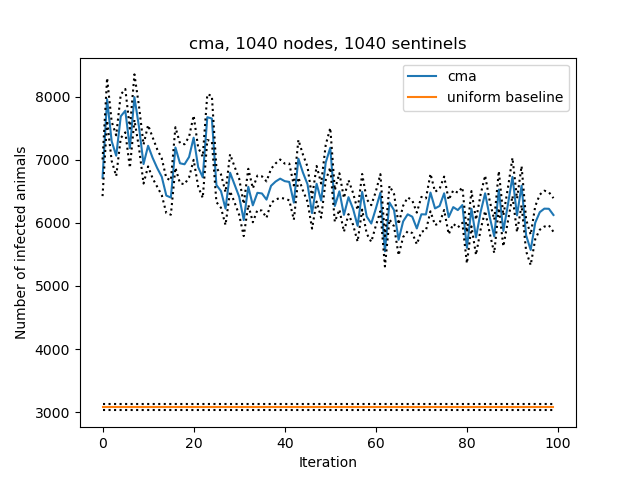 cma, 1040 nodes, 1040 sentinels
cma
uniform baseline
Number of infected animals
8000
7000
6000
5000
4000
3000
0 20 40 60 80 100
Iteration